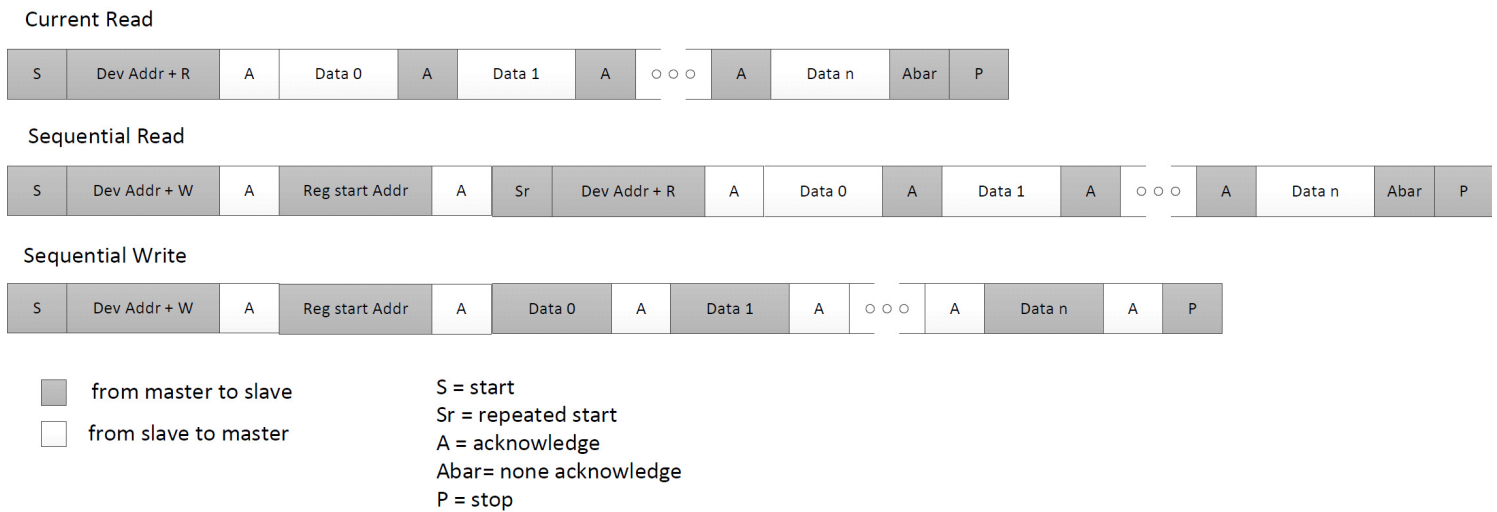 Current Read
S Dev Addr + R A Data 0 A Data 1 A A Data n Abar P
Sequential Read
S Dev Addr + W A Reg start Addr A Sr Dev Addr + R A Data 0 A Data 1 A A Data n Abar P
Sequential Write
S Dev Addr + W A Reg start Addr A Data 0 A Data 1 A A Data n A P
from master to slave
from slave to master
S = start
Sr = repeated start
A = acknowledge
Abar= none acknowledge
P = stop